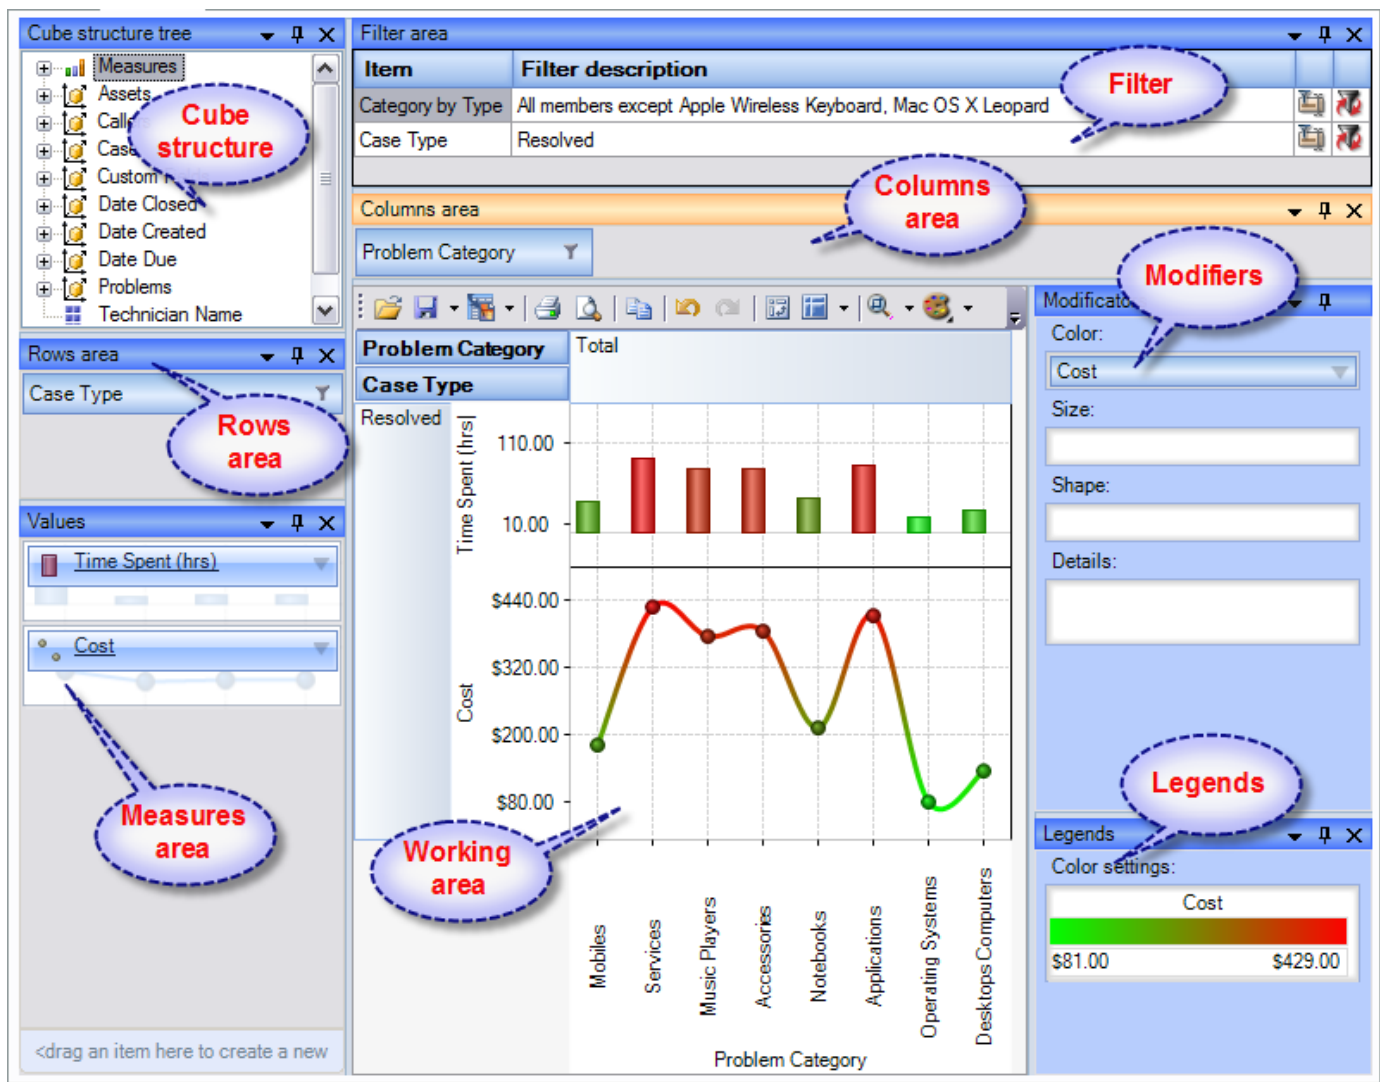 Cube structure tree
Measures
Assets
Cube
structure
Custom
Date Closed
Date Created
Date Due
Problems
Technician Name
Rows area
Case Type
Rows
area
Values
Time Spent (hrs)
Cost
Measures
area
<drag an item here to create a new
Filter area
Item Filter description
Category by Type All members except Apple Wireless Keyboard, Mac OS X Leopard
Case Type Resolved
Filter
Columns area
Columns
area
Problem Category
Problem Category
Case Type
Total
Resolved
Time Spent (hrs)
110.00
10.00
Cost
$440.00
$320.00
$200.00
$80.00
Working
area
Mobiles
Services
Music Players
Accessories
Notebooks
Applications
Operating Systems
Desktops Computers
Problem Category
Modifiers
Color:
Cost
Size:
Shape:
Details:
Legends
Legends
Color settings:
Cost
$81.00 $429.00